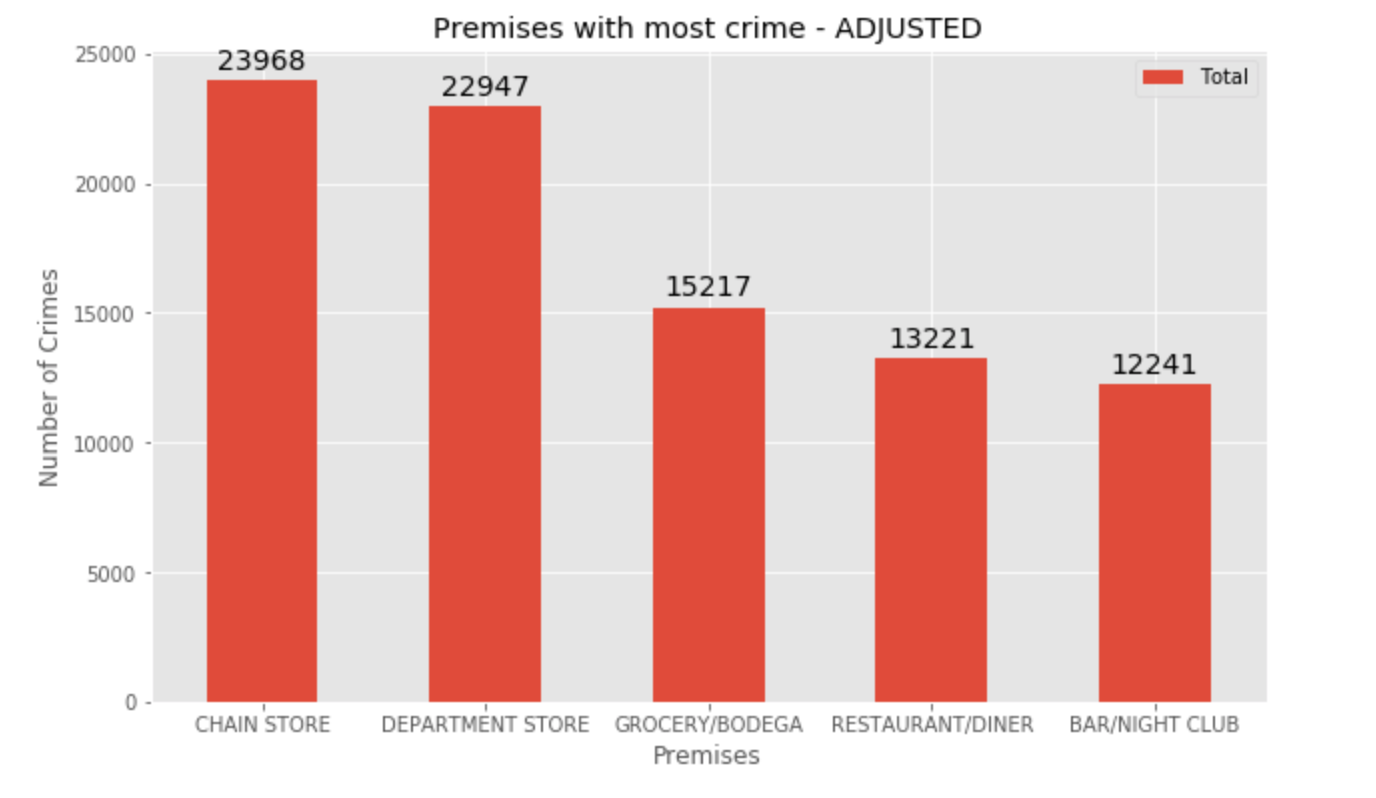 Premises with most crime - ADJUSTED
25000
23968
22947
Total
20000
15217
15000
13221
12241
10000
5000
0
Number of Crimes
CHAIN STORE DEPARTMENT STORE GROCERY/BODEGA RESTAURANT/DINER BAR/NIGHT CLUB
Premises